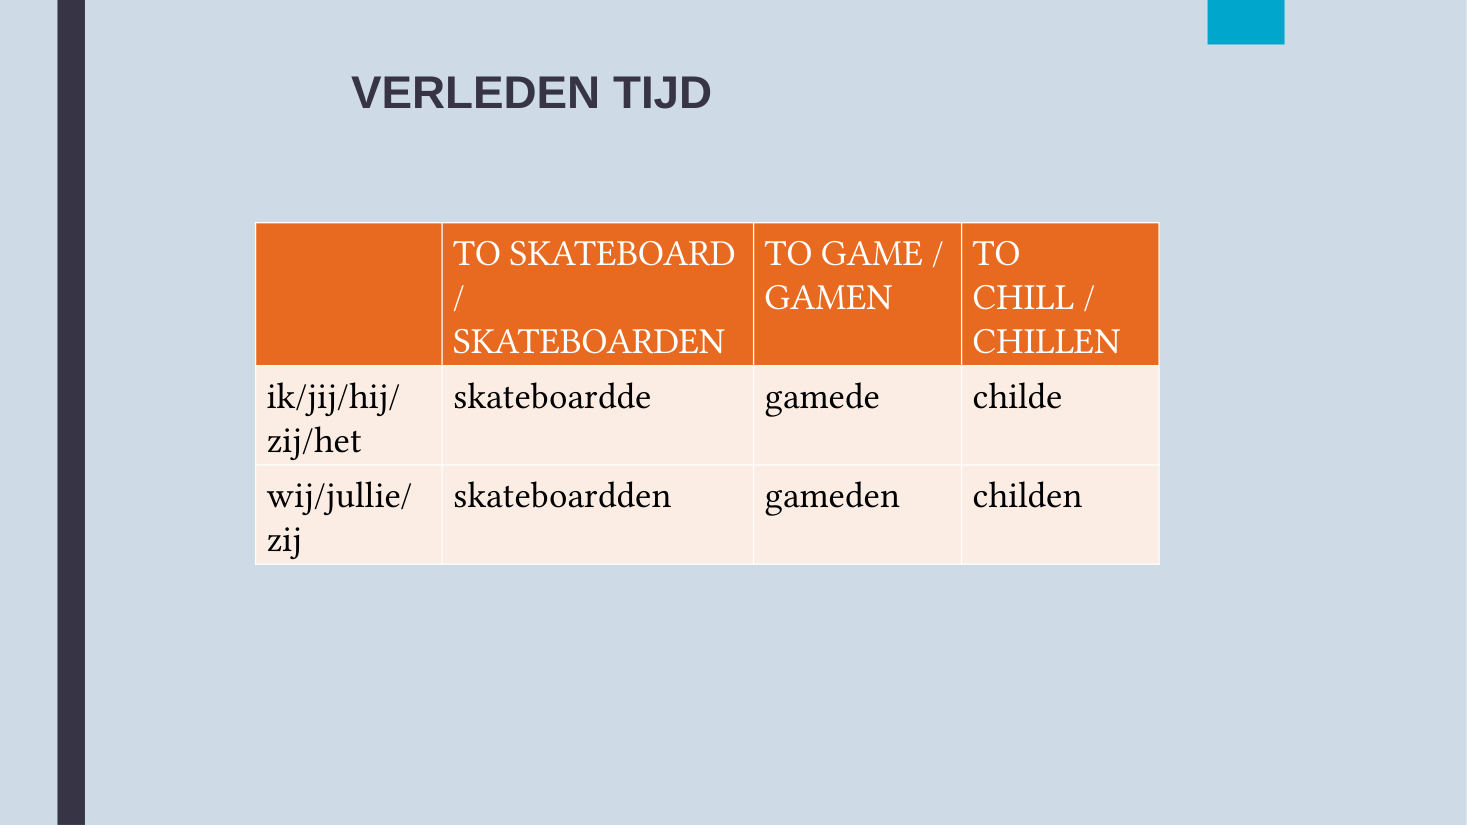 VERLEDEN TIJD
TO SKATEBOARD
/
SKATEBOARDEN
TO GAME /
GAMEN
TO
CHILL /
CHILLEN
ik/jij/hij/
zij/het
skateboardde
gamede
childe
wij/jullie/
zij
skateboardden
gameden
childen